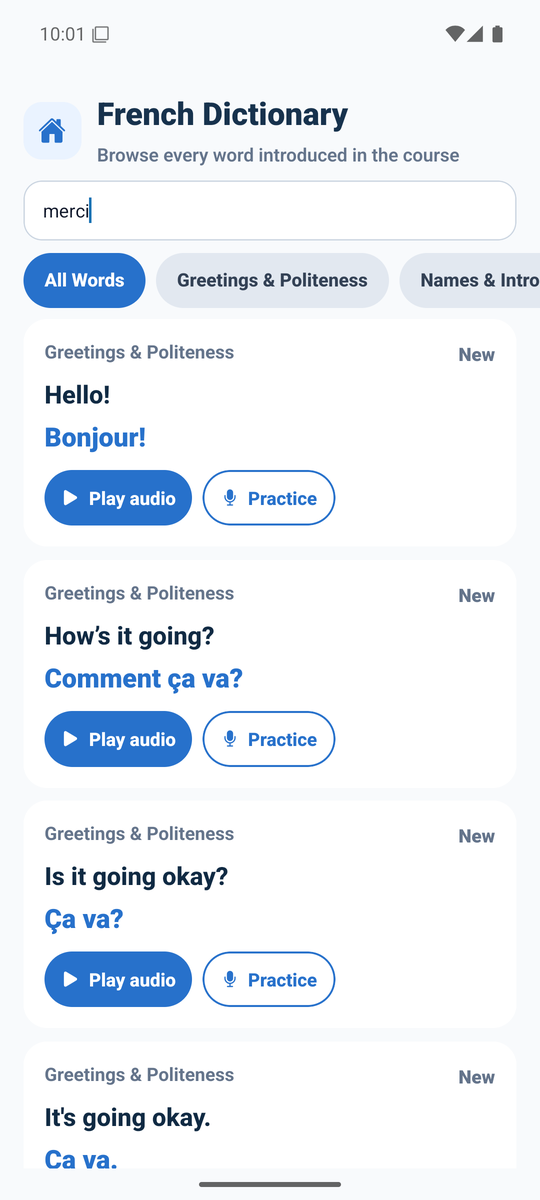 10:01
French Dictionary
Browse every word introduced in the course
merci
All Words
Greetings & Politeness
Names & Intro
Greetings & Politeness
New
Hello!
Bonjour!
Play audio
Practice
Greetings & Politeness
New
How’s it going?
Comment ça va?
Play audio
Practice
Greetings & Politeness
New
Is it going okay?
Ça va?
Play audio
Practice
Greetings & Politeness
New
It's going okay.
Ça va.